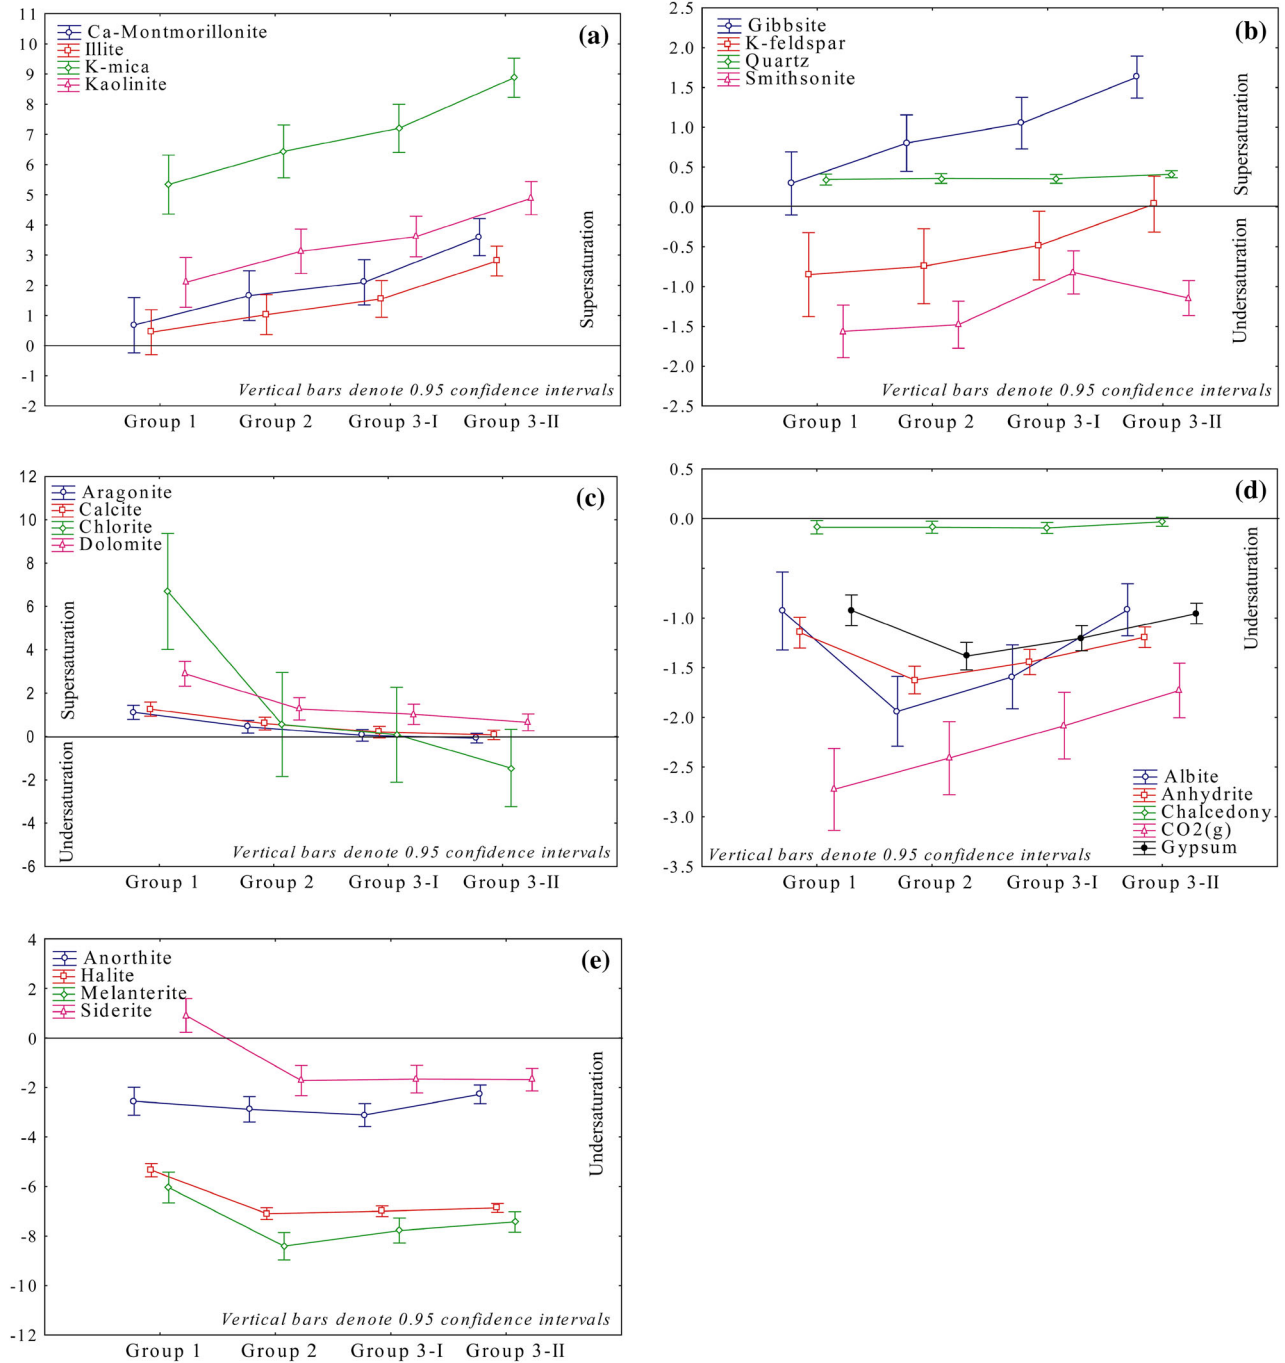 (a)
Ca-Montmorillonite
Illite
K-mica
Kaolinite
11
10
9
8
7
6
5
4
3
2
1
0
-1
-2
Supersaturation
Vertical bars denote 0.95 confidence intervals
Group 1 Group 2 Group 3-I Group 3-II
(b)
Gibbsite
K-feldspar
Quartz
Smithsonite
2.5
2.0
1.5
1.0
0.5
0.0
-0.5
-1.0
-1.5
-2.0
-2.5
Supersaturation
Undersaturation
Vertical bars denote 0.95 confidence intervals
Group 1 Group 2 Group 3-I Group 3-II
(c)
Aragonite
Calcite
Chlorite
Dolomite
12
10
8
6
4
2
0
-2
-4
-6
Supersaturation
Undersaturation
Vertical bars denote 0.95 confidence intervals
Group 1 Group 2 Group 3-I Group 3-II
(d)
0.5
0.0
-1.0
-1.5
-2.0
-2.5
-3.0
-3.5
Undersaturation
Albite
Anhydrite
Chalcedony
CO2(g)
Gypsum
Vertical bars denote 0.95 confidence intervals
Group 1 Group 2 Group 3-I Group 3-II
(e)
Anorthite
Halite
Melanterite
Siderite
4
2
0
-2
-4
-6
-8
-10
-12
Undersaturation
Vertical bars denote 0.95 confidence intervals
Group 1 Group 2 Group 3-I Group 3-II